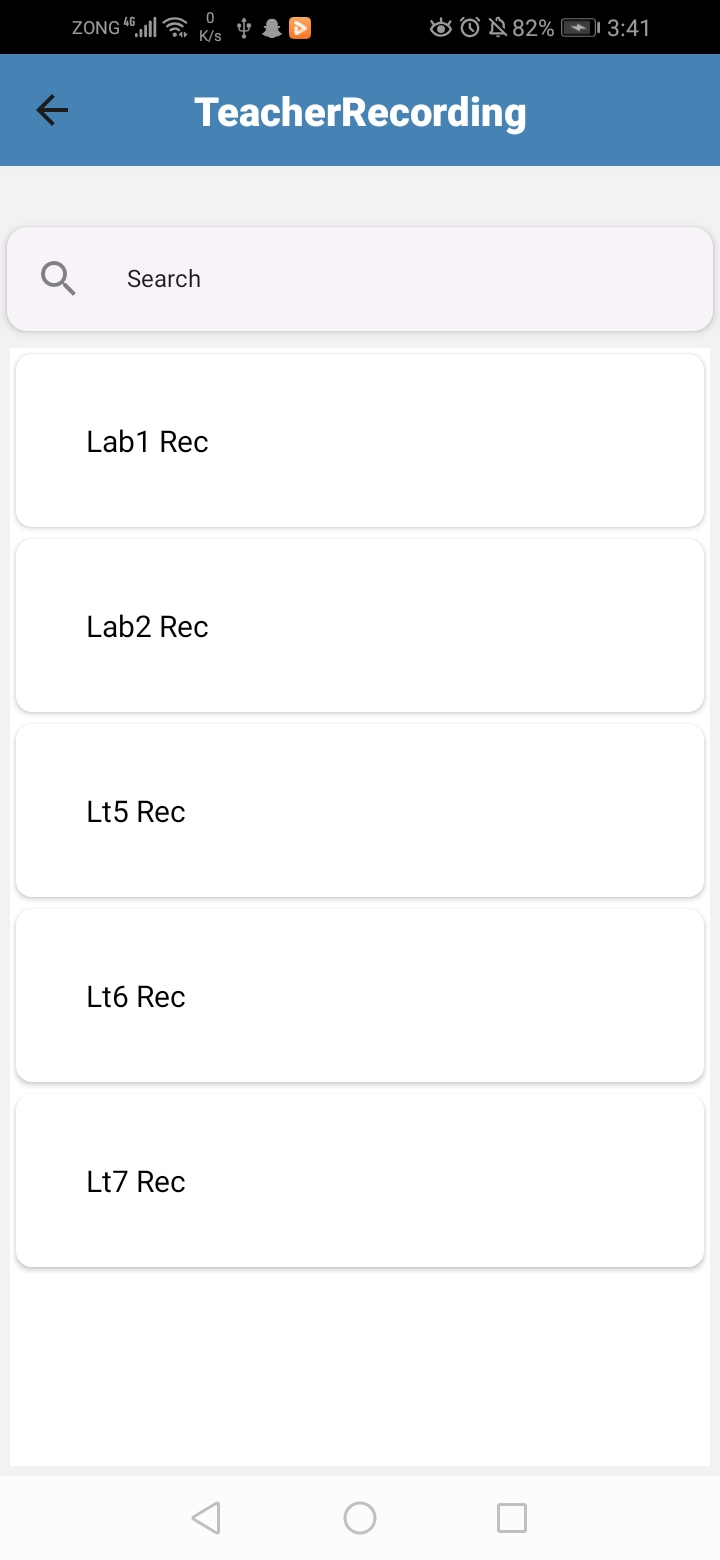 ZONG 4G 0 K/s 82% 3:41
TeacherRecording
Search
Lab1 Rec
Lab2 Rec
Lt5 Rec
Lt6 Rec
Lt7 Rec